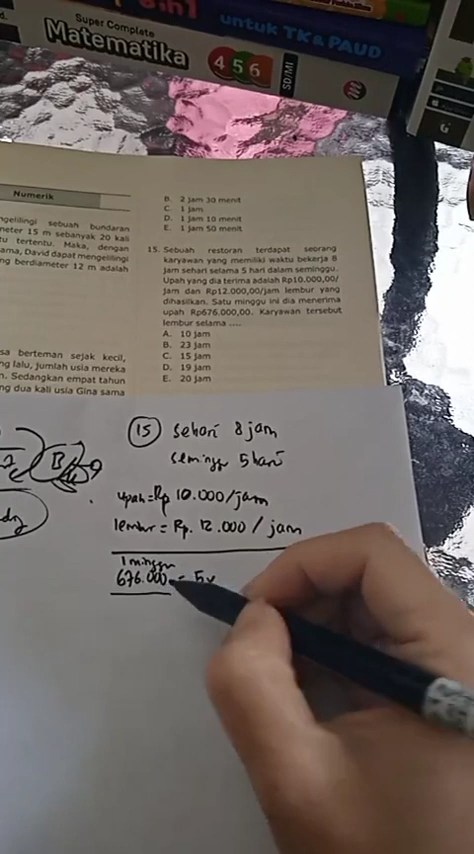 untuk TK & PAUD
Super Complete
Matematika
4 5 6
SD/MI
Numerik
ngelilingi sebuah bundaran
meter 15 m sebanyak 20 kali
tu tertentu. Maka, dengan
ama, David dapat mengelilingi
ng berdiameter 12 m adalah
sa berteman sejak kecil,
ng lalu, jumlah usia mereka
n. Sedangkan empat tahun
ng dua kali usia Gina sama
B. 2 jam 30 menit
C. 1 jam
D. 1 jam 10 menit
E. 1 jam 50 menit
15. Sebuah restoran terdapat seorang
karyawan yang memiliki waktu bekerja 8
jam sehari selama 5 hari dalam seminggu.
Upah yang dia terima adalah Rp10.000,00/
jam dan Rp12.000,00/jam lembur yang
dihasilkan. Satu minggu ini dia menerima
upah Rp676.000,00. Karyawan tersebut
lembur selama ....
A. 10 jam
B. 23 jam
C. 15 jam
D. 19 jam
E. 20 jam
15 sehari 8 jam
seminggu 5 hari
upah = Rp 10.000/jam
lembur = Rp. 12.000 / jam
1 minggu
676.000 = 5x